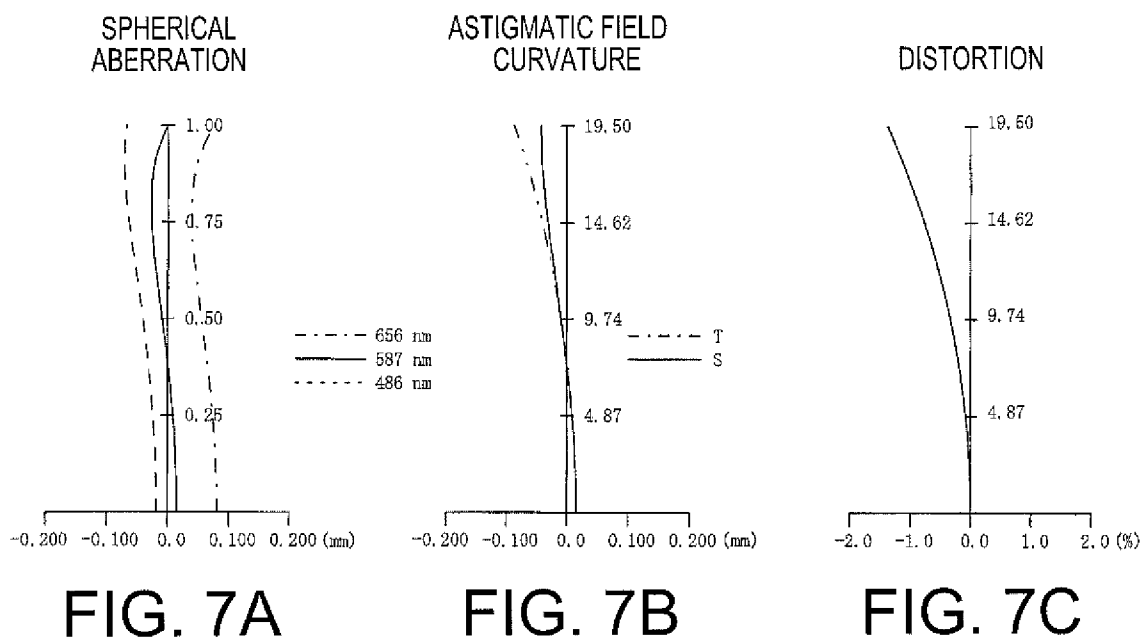 SPHERICAL
ABERRATION
1.00
0.75
0.50
0.25
-0.200 -0.100 0.0 0.100 0.200 (mm)
656 nm
587 nm
486 nm
FIG. 7A
ASTIGMATIC FIELD
CURVATURE
19.50
14.62
9.74
4.87
-0.200 -0.100 0.0 0.100 0.200 (mm)
T
S
FIG. 7B
DISTORTION
19.50
14.62
9.74
4.87
-2.0 -1.0 0.0 1.0 2.0 (%)
FIG. 7C